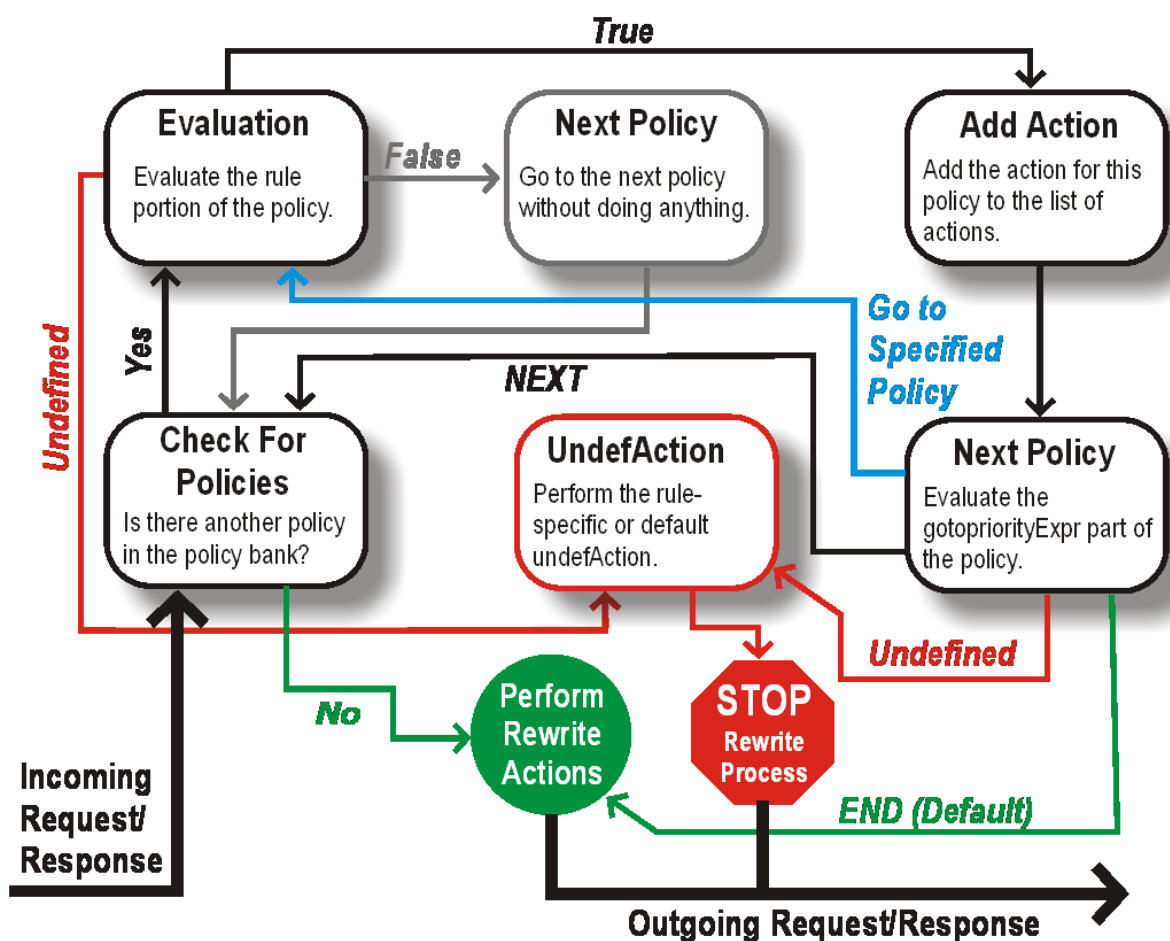 True
Evaluation
Evaluate the rule
portion of the policy.
False
Next Policy
Go to the next policy
without doing anything.
Add Action
Add the action for this
policy to the list of
actions.
Undefined
Yes
Go to
Specified
Policy
NEXT
Check For
Policies
Is there another policy
in the policy bank?
UndefAction
Perform the rule-
specific or default
undefAction.
Next Policy
Evaluate the
gotopriorityExpr part of
the policy.
Undefined
No
Perform
Rewrite
Actions
STOP
Rewrite
Process
Incoming
Request/
Response
END (Default)
Outgoing Request/Response